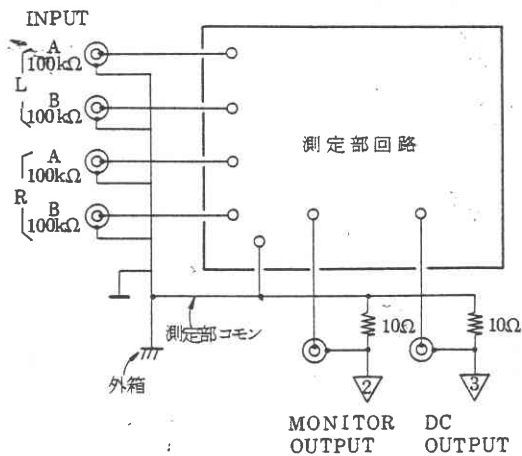 INPUT
A
100kΩ
L
B
100kΩ
A
100kΩ
R
B
100kΩ
測定部回路
測定部コモン
外箱
10Ω
10Ω
2
3
MONITOR
OUTPUT
DC
OUTPUT